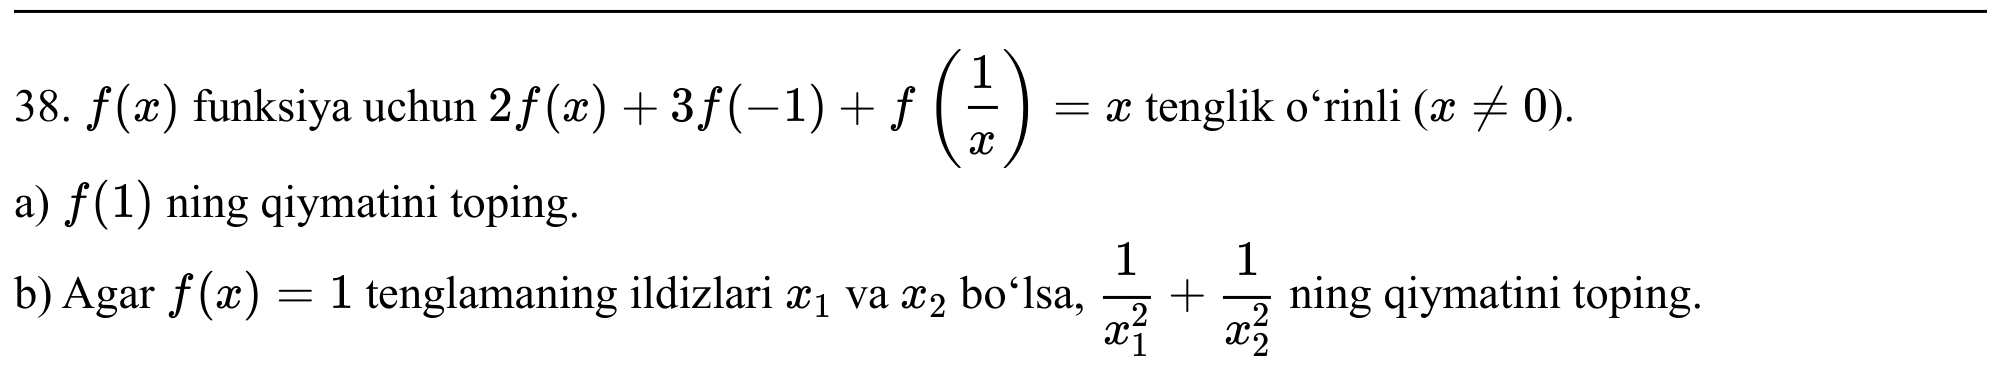 38. f(x) funksiya uchun 2f(x) + 3f(−1) + f(1/x) = x tenglik o‘rinli (x ≠ 0).
a) f(1) ning qiymatini toping.
b) Agar f(x) = 1 tenglamaning ildizlari x₁ va x₂ bo‘lsa, 1/x₁² + 1/x₂² ning qiymatini toping.